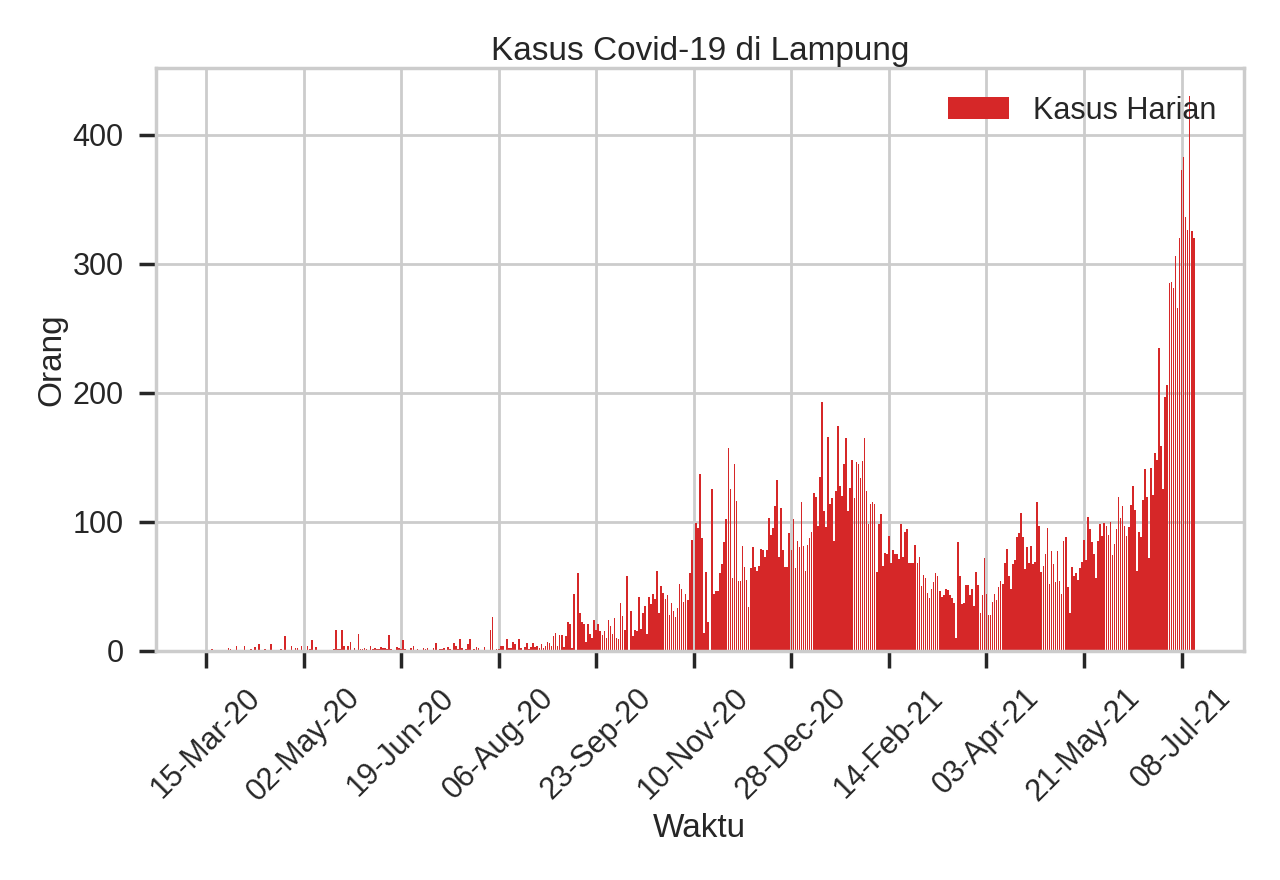 Kasus Covid-19 di Lampung
Kasus Harian
400
300
200
100
0
Orang
15-Mar-20
02-May-20
19-Jun-20
06-Aug-20
23-Sep-20
10-Nov-20
28-Dec-20
14-Feb-21
03-Apr-21
21-May-21
08-Jul-21
Waktu